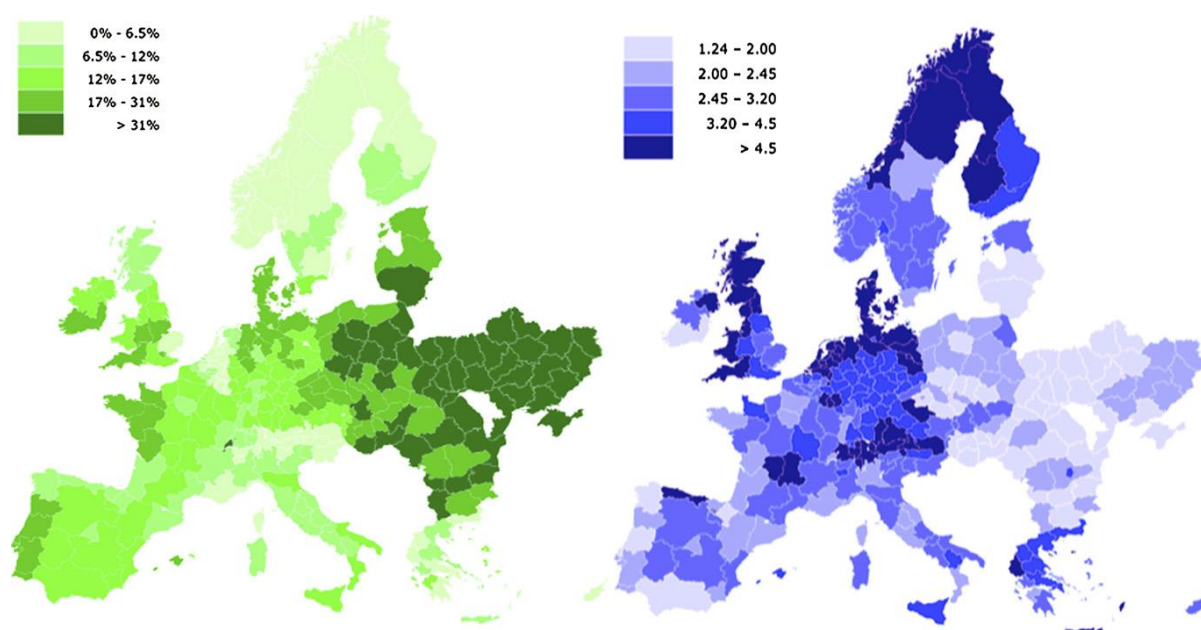 0% - 6.5%
6.5% - 12%
12% - 17%
17% - 31%
> 31%
1.24 – 2.00
2.00 – 2.45
2.45 – 3.20
3.20 – 4.5
> 4.5